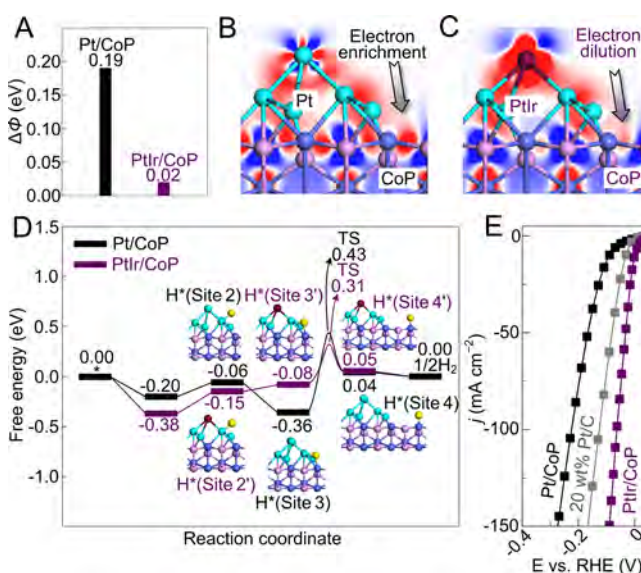 A
Pt/CoP
0.19
PtIr/CoP
0.02
ΔΦ (eV)
0.20
0.15
0.10
0.05
0.00
B
Electron
enrichment
Pt
CoP
C
Electron
dilution
PtIr
CoP
D
Pt/CoP
PtIr/CoP
TS
0.43
TS
0.31
H*(Site 2)
H*(Site 3')
H*(Site 4')
0.00
*
-0.20
-0.06
-0.08
0.05
0.00
1/2H2
-0.38
-0.15
-0.36
0.04
H*(Site 4)
H*(Site 2')
H*(Site 3)
Free energy (eV)
1.5
1.0
0.5
0.0
-0.5
-1.0
Reaction coordinate
E
0
-50
-100
-150
j (mA cm-2)
Pt/CoP
20 wt% Pt/C
PtIr/CoP
-0.4
-0.2
0
E vs. RHE (V)